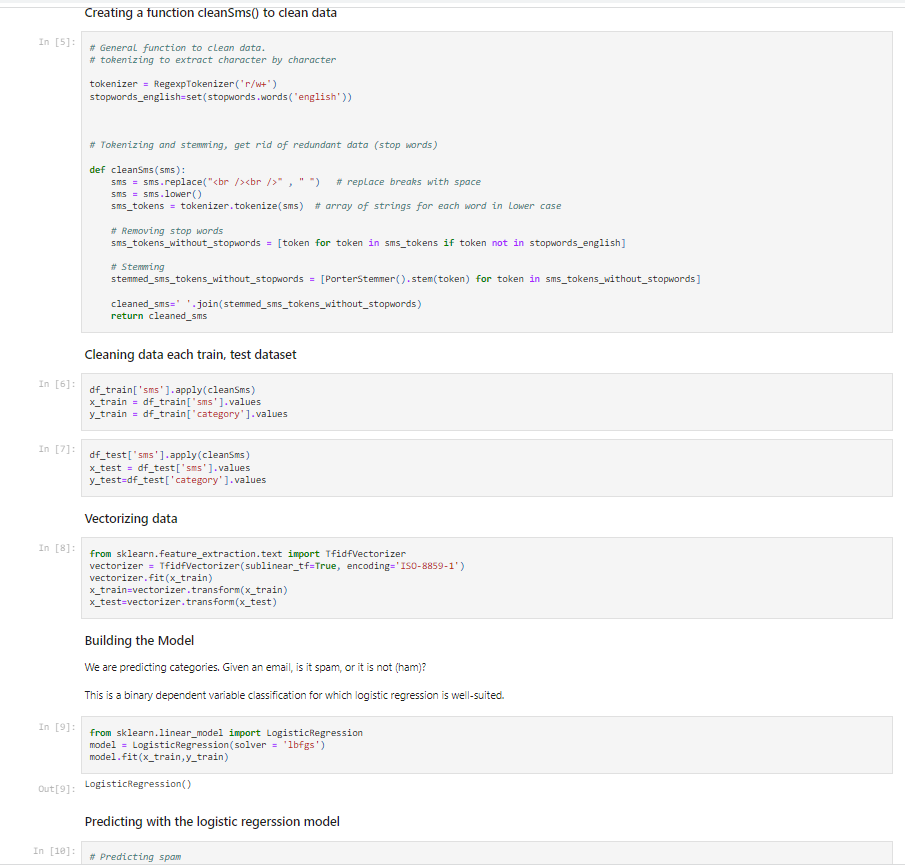 Creating a function cleanSms() to clean data
In [5]:
# General function to clean data.
# tokenizing to extract character by character
tokenizer = RegexpTokenizer('r/w+')
stopwords_english=set(stopwords.words('english'))
# Tokenizing and stemming, get rid of redundant data (stop words)
def cleanSms(sms):
    sms = sms.replace("<br /><br />" , " ")   # replace breaks with space
    sms = sms.lower()
    sms_tokens = tokenizer.tokenize(sms)  # array of strings for each word in lower case
    # Removing stop words
    sms_tokens_without_stopwords = [token for token in sms_tokens if token not in stopwords_english]
    # Stemming
    stemmed_sms_tokens_without_stopwords = [PorterStemmer().stem(token) for token in sms_tokens_without_stopwords]
    cleaned_sms=' '.join(stemmed_sms_tokens_without_stopwords)
    return cleaned_sms
Cleaning data each train, test dataset
In [6]:
df_train['sms'].apply(cleanSms)
x_train = df_train['sms'].values
y_train = df_train['category'].values
In [7]:
df_test['sms'].apply(cleanSms)
x_test = df_test['sms'].values
y_test=df_test['category'].values
Vectorizing data
In [8]:
from sklearn.feature_extraction.text import TfidfVectorizer
vectorizer = TfidfVectorizer(sublinear_tf=True, encoding='ISO-8859-1')
vectorizer.fit(x_train)
x_train=vectorizer.transform(x_train)
x_test=vectorizer.transform(x_test)
Building the Model
We are predicting categories. Given an email, is it spam, or it is not (ham)?
This is a binary dependent variable classification for which logistic regression is well-suited.
In [9]:
from sklearn.linear_model import LogisticRegression
model = LogisticRegression(solver = 'lbfgs')
model.fit(x_train,y_train)
Out[9]:
LogisticRegression()
Predicting with the logistic regerssion model
In [10]:
# Predicting spam